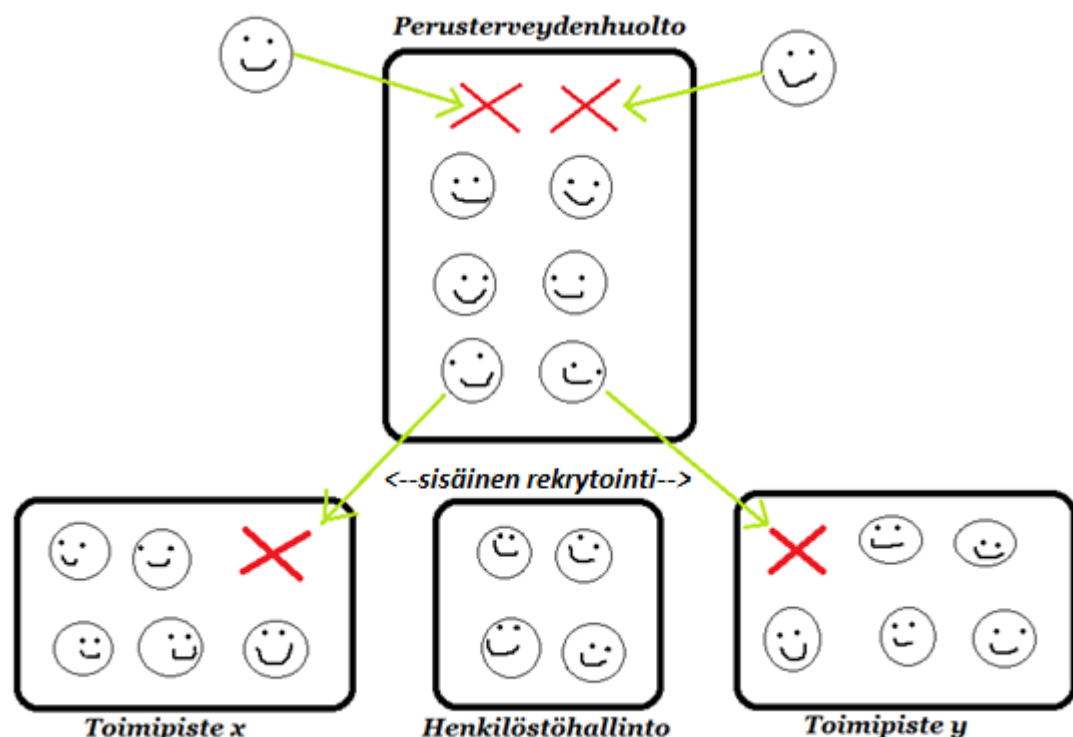 Perusterveydenhuolto
<--sisäinen rekrytointi-->
Toimipiste x
Henkilöstöhallinto
Toimipiste y